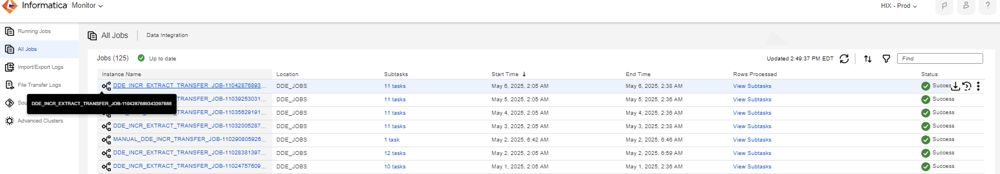 Informatica Monitor HIX - Prod ?
Running Jobs
All Jobs
Import/Export Logs
File Transfer Logs
Advanced Clusters
All Jobs Data Integration
Jobs (125) Up to date Updated 2:49:37 PM EDT Find
Instance Name Location Subtasks Start Time End Time Rows Processed Status
DDE_INCR_EXTRACT_TRANSFER_JOB-11042876893... DDE_JOBS 11 tasks May 6, 2025, 2:05 AM May 6, 2025, 2:38 AM View Subtasks Succes
DDE_INCR_EXTRACT_TRANSFER_JOB-1104287689343397888
_TRANSFER_JOB-11039253031... DDE_JOBS 11 tasks May 5, 2025, 2:05 AM May 5, 2025, 2:36 AM View Subtasks Success
_TRANSFER_JOB-11035629191... DDE_JOBS 11 tasks May 4, 2025, 2:05 AM May 4, 2025, 2:36 AM View Subtasks Success
DDE_INCR_EXTRACT_TRANSFER_JOB-11032005287... DDE_JOBS 11 tasks May 3, 2025, 2:05 AM May 3, 2025, 2:38 AM View Subtasks Success
MANUAL_DDE_INCR_TRANSFER_JOB-110290805926... DDE_JOBS 1 task May 2, 2025, 6:42 AM May 2, 2025, 6:46 AM View Subtasks Success
DDE_INCR_EXTRACT_TRANSFER_JOB-11028381397... DDE_JOBS 12 tasks May 2, 2025, 2:05 AM May 2, 2025, 6:59 AM View Subtasks Success
DDE_INCR_EXTRACT_TRANSFER_JOB-11024757609... DDE_JOBS 10 tasks May 1, 2025, 2:05 AM May 1, 2025, 2:36 AM View Subtasks Success